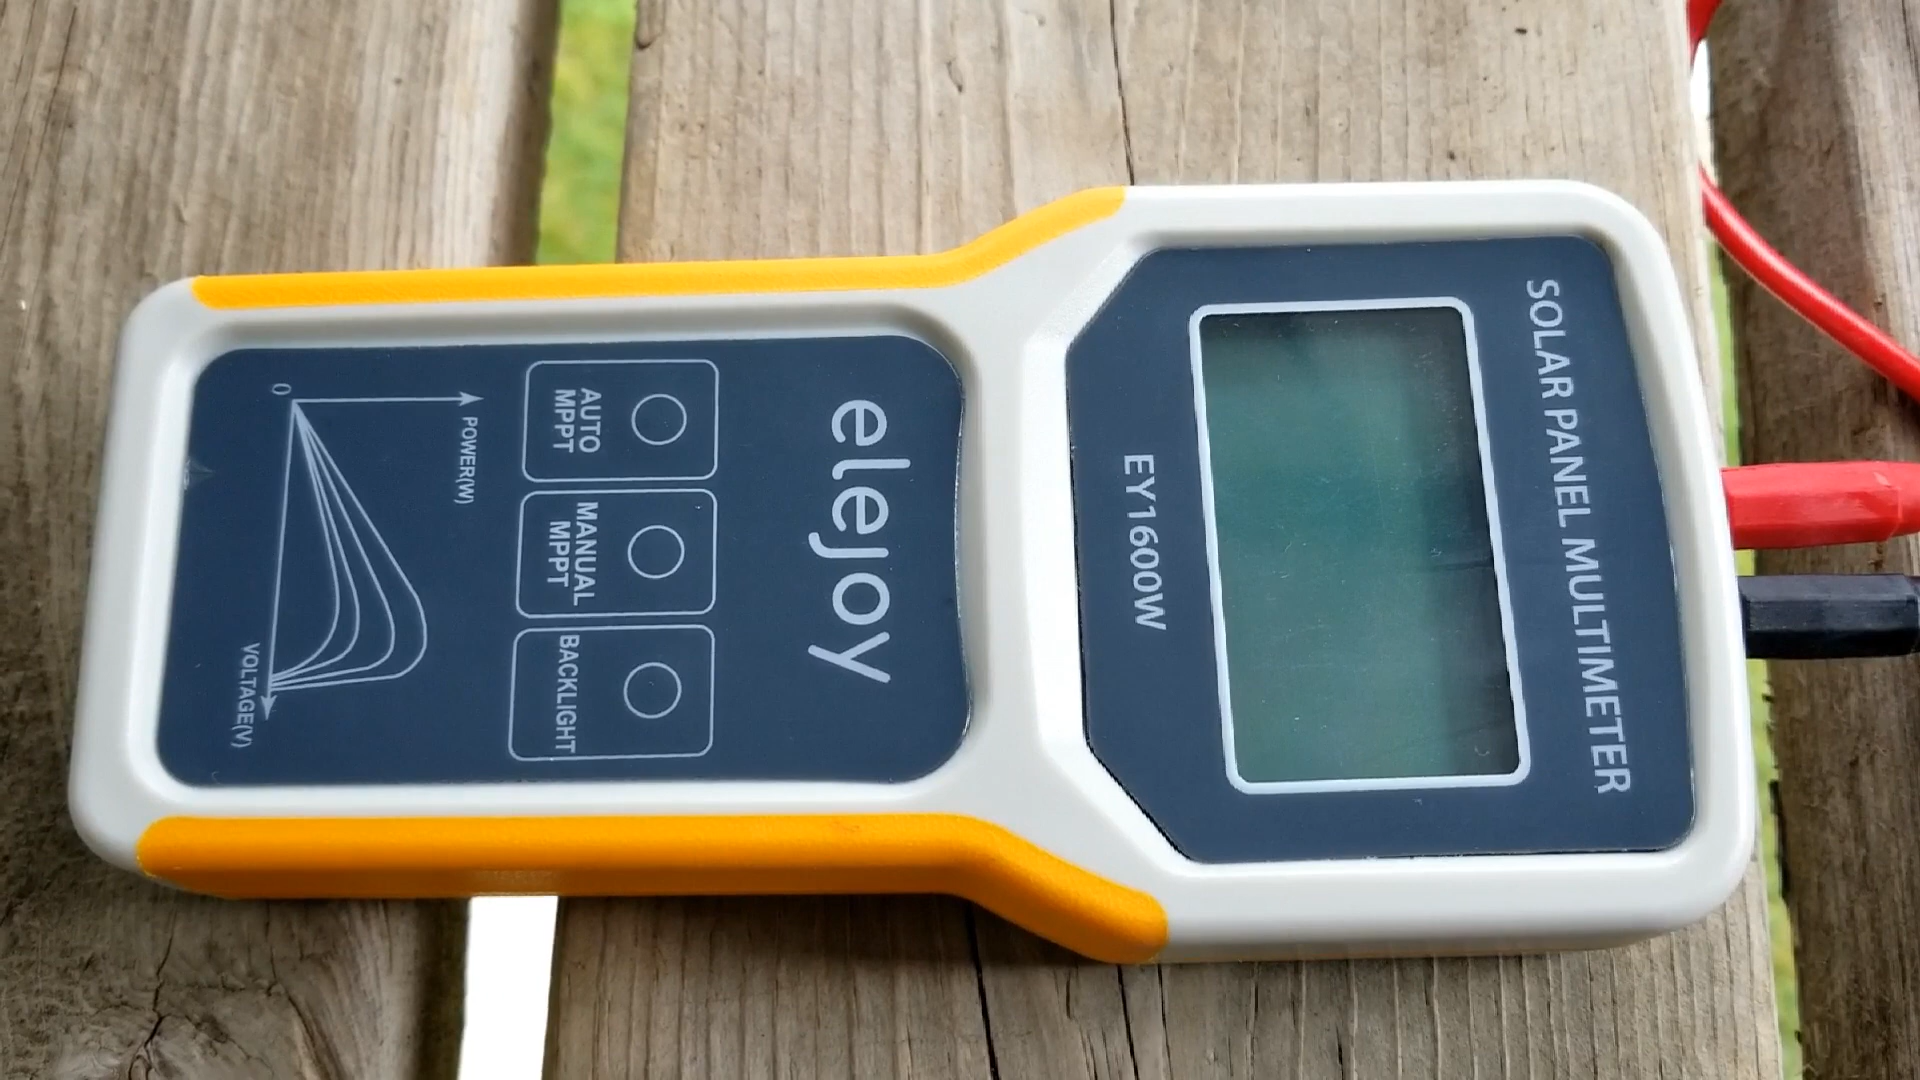 SOLAR PANEL MULTIMETER
EY1600W
elejoy
AUTO
MPPT
MANUAL
MPPT
BACKLIGHT
POWER(W)
0
VOLTAGE(V)